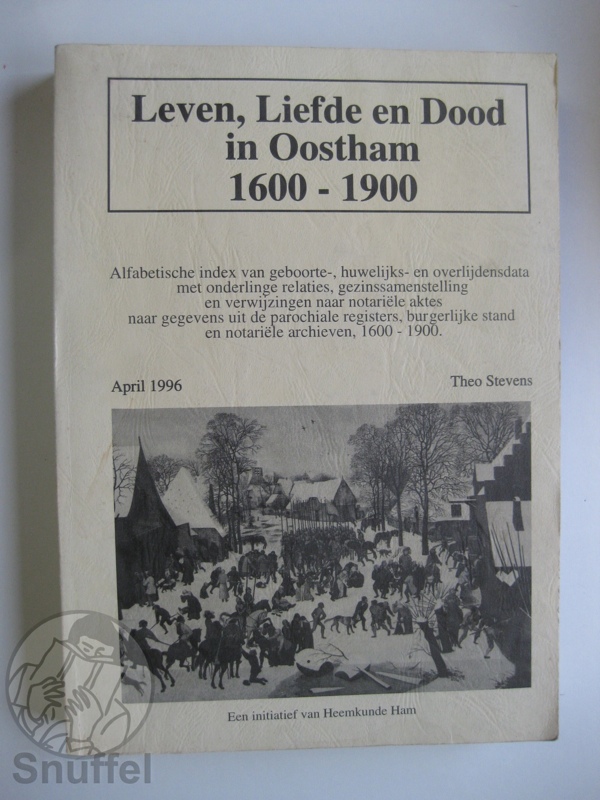 Leven, Liefde en Dood
in Oostham
1600 - 1900
Alfabetische index van geboorte-, huwelijks- en overlijdensdata
met onderlinge relaties, gezinssamenstelling
en verwijzingen naar notariële aktes
naar gegevens uit de parochiale registers, burgerlijke stand
en notariële archieven, 1600 - 1900.
April 1996
Theo Stevens
Een initiatief van Heemkunde Ham
Snuffel